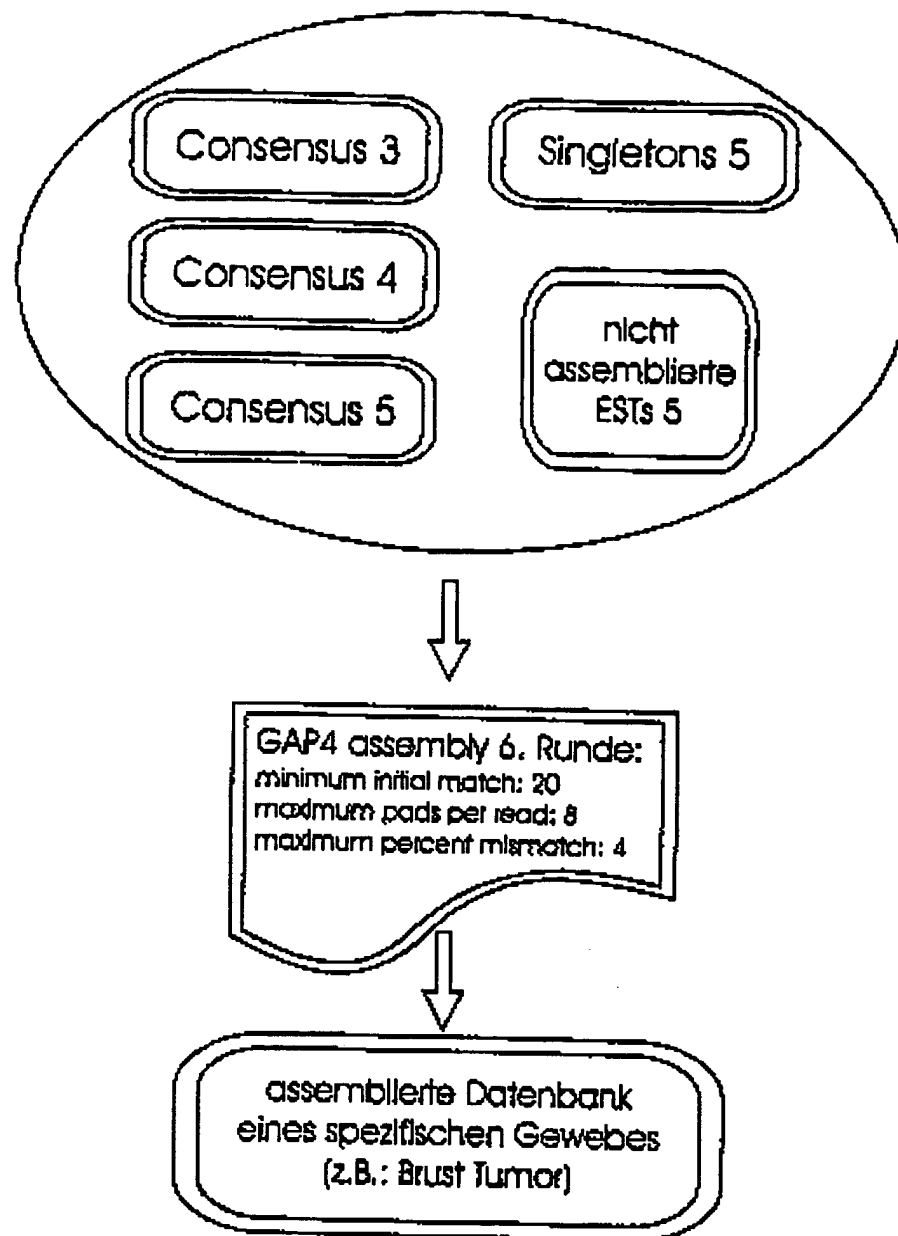 Consensus 3
Singletons 5
Consensus 4
nicht
assemblierte
ESTs 5
Consensus 5
GAP4 assembly 6. Runde:
minimum initial match: 20
maximum pads per read: 8
maximum percent mismatch: 4
assemblierte Datenbank
eines spezifischen Gewebes
(z.B.: Brust Tumor)